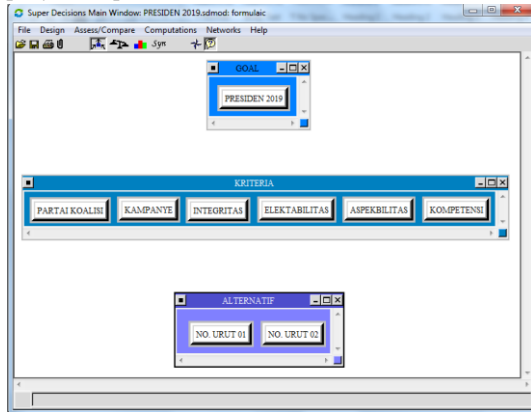 Super Decisions Main Window: PRESIDEN 2019.sdmod: formulaic
File Design Assess/Compare Computations Networks Help
Syn
GOAL
PRESIDEN 2019
KRITERIA
PARTAI KOALISI KAMPANYE INTEGRITAS ELEKTABILITAS ASPEKBILITAS KOMPETENSI
ALTERNATIF
NO. URUT 01 NO. URUT 02